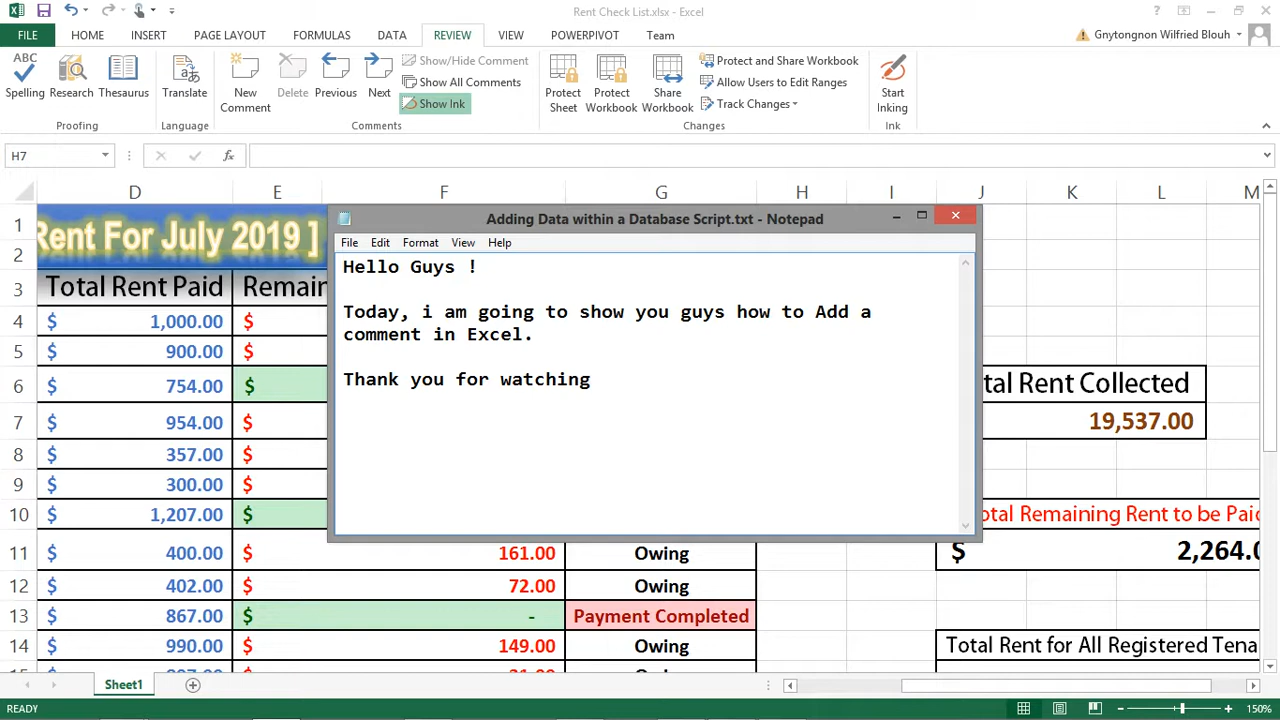 Rent Check List.xlsx - Excel
FILE HOME INSERT PAGE LAYOUT FORMULAS DATA REVIEW VIEW POWERPIVOT Team Gnytongnon Wilfried Blouh
ABC
Spelling
Research
Thesaurus
Proofing
Translate
Language
New
Comment
Delete
Previous
Next
Show/Hide Comment
Show All Comments
Show Ink
Comments
Protect
Sheet
Protect
Workbook
Share
Workbook
Protect and Share Workbook
Allow Users to Edit Ranges
Track Changes
Changes
Start
Inking
Ink
H7
fx
D E F G H I J K L M
1
2
Rent For July 2019 ]
3 Total Rent Paid Remain
4 $ 1,000.00 $
5 $ 900.00 $
6 $ 754.00 $
7 $ 954.00 $
8 $ 357.00 $
9 $ 300.00 $
10 $ 1,207.00 $
11 $ 400.00 $ 161.00 Owing
12 $ 402.00 $ 72.00 Owing
13 $ 867.00 $ - Payment Completed
14 $ 990.00 $ 149.00 Owing
15
Adding Data within a Database Script.txt - Notepad
File Edit Format View Help
Hello Guys !
Today, i am going to show you guys how to Add a
comment in Excel.
Thank you for watching
tal Rent Collected
19,537.00
otal Remaining Rent to be Paid
$ 2,264.0
Total Rent for All Registered Tena
Sheet1
READY
150%